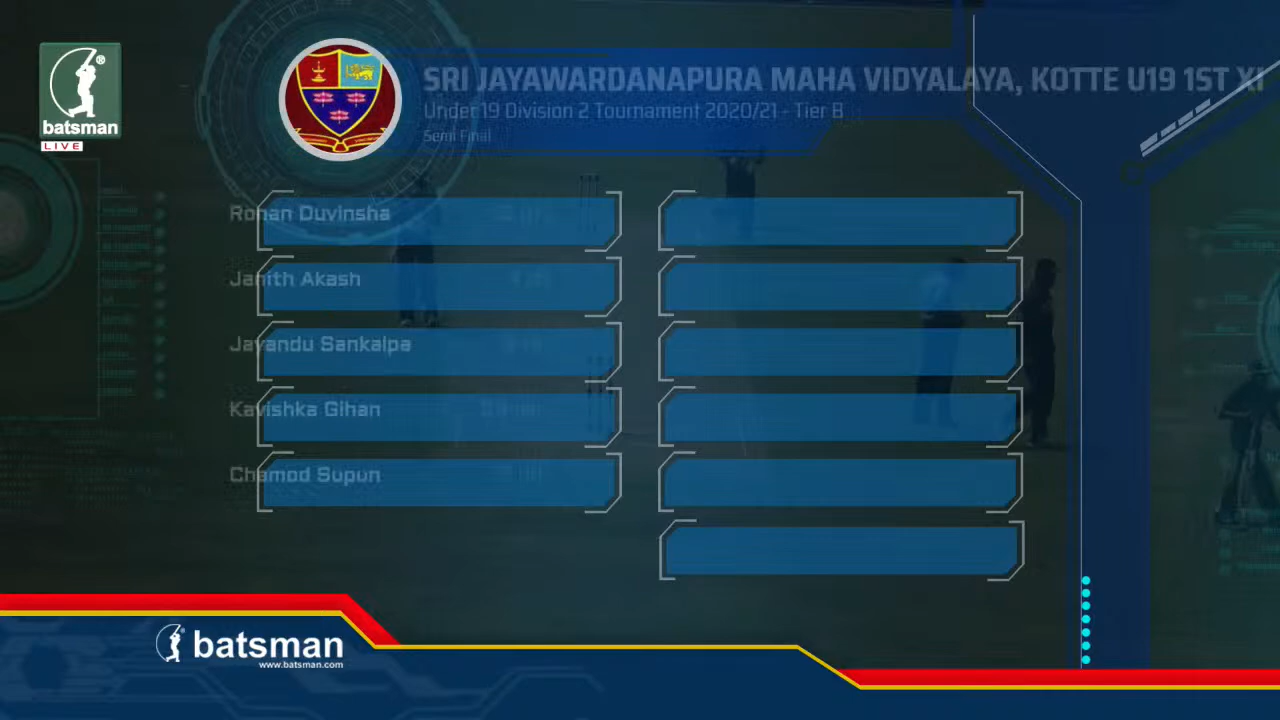 batsman
LIVE
SRI JAYAWARDANAPURA MAHA VIDYALAYA, KOTTE U19 1ST XI
Under 19 Division 2 Tournament 2020/21 - Tier B
Semi Final
Rohan Duvinsha
Janith Akash
Jayandu Sankalpa
Kavishka Gihan
Chamod Supun
batsman
www.batsman.com